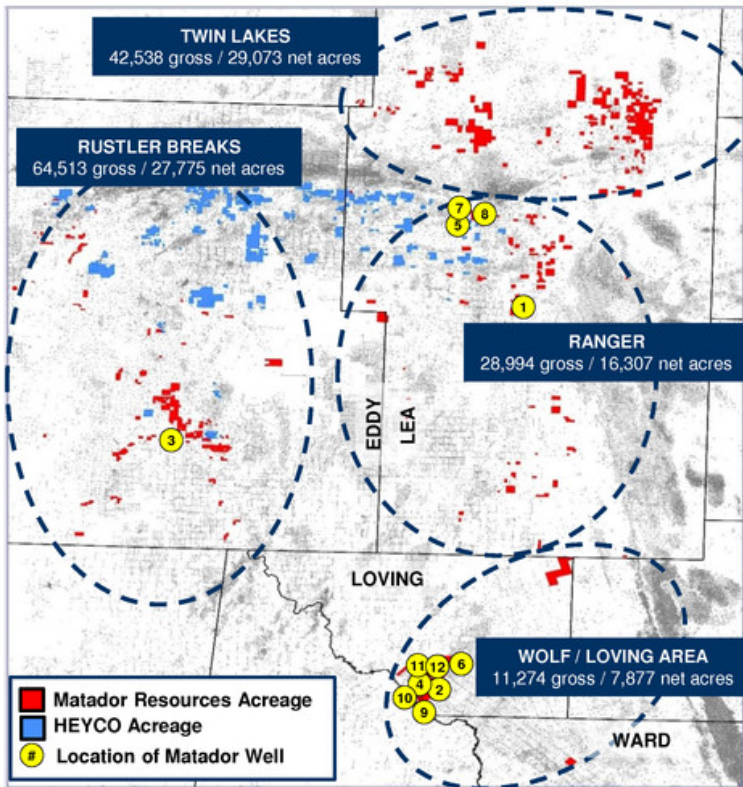 TWIN LAKES
42,538 gross / 29,073 net acres
RUSTLER BREAKS
64,513 gross / 27,775 net acres
7
8
5
1
RANGER
28,994 gross / 16,307 net acres
EDDY
LEA
3
LOVING
WOLF / LOVING AREA
11,274 gross / 7,877 net acres
11
12
6
4
2
10
9
WARD
Matador Resources Acreage
HEYCO Acreage
# Location of Matador Well